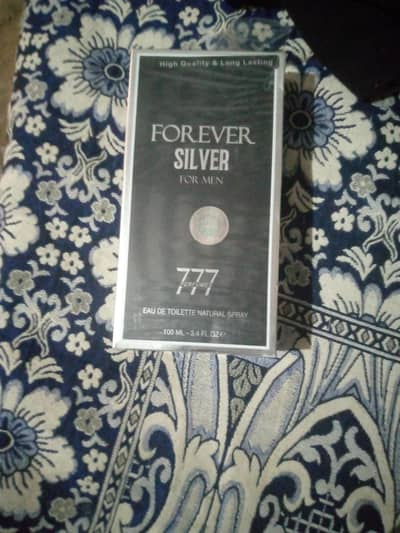 High Quality & Long Lasting
FOREVER
SILVER
FOR MEN
777
EAU DE TOILETTE NATURAL SPRAY
100 ML - 3.4 FL.OZ℮